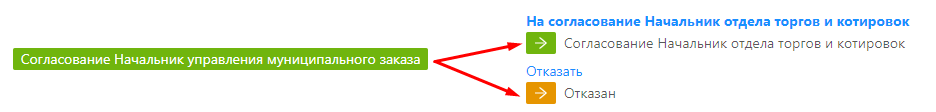 На согласование Начальник отдела торгов и котировок
Согласование Начальник управления муниципального заказа
Согласование Начальник отдела торгов и котировок
Отказать
Отказан